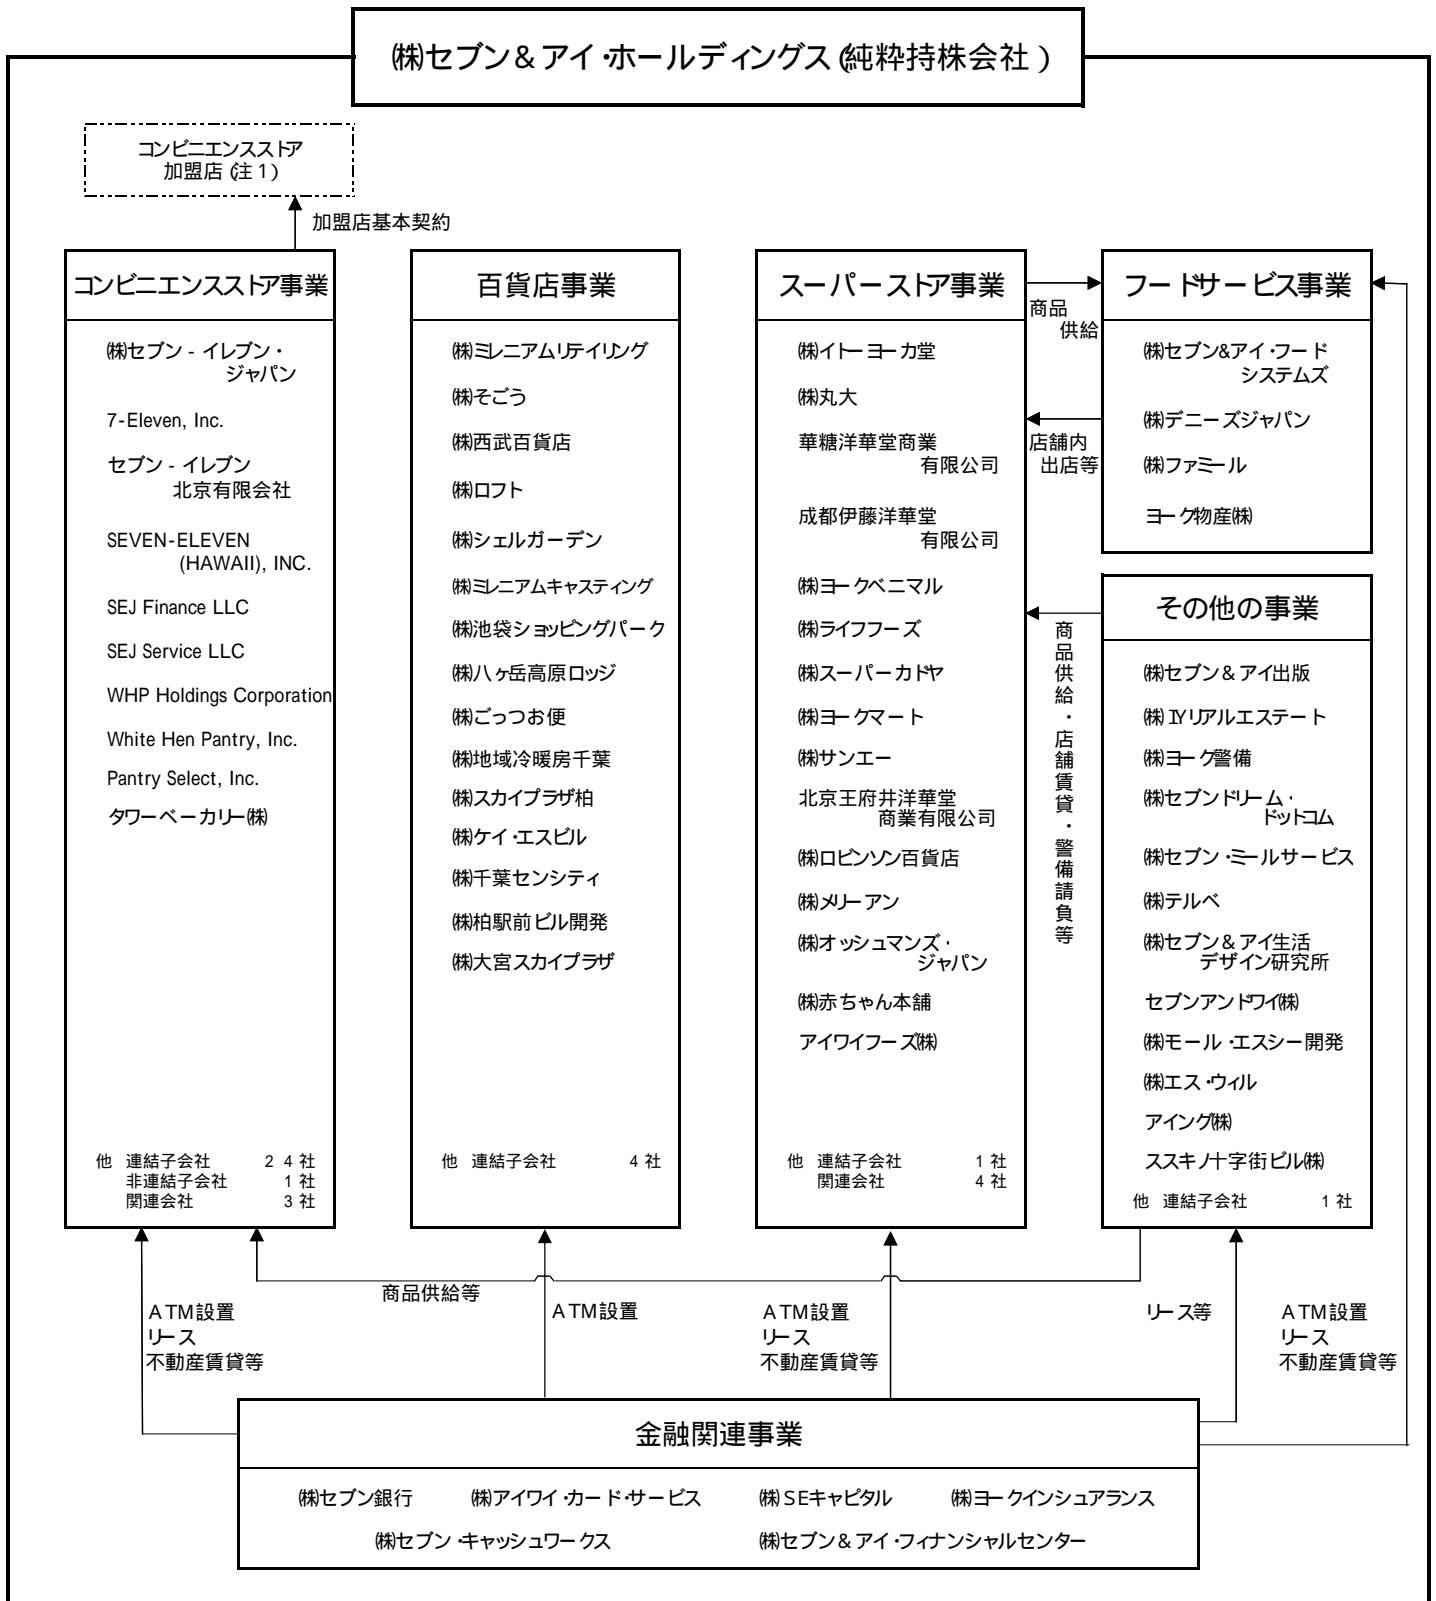 ㈱セブン＆アイ・ホールディングス（純粋持株会社）
コンビニエンスストア
加盟店（注１）
加盟店基本契約
コンビニエンスストア事業
㈱セブン‐イレブン・
ジャパン
7-Eleven, Inc.
セブン‐イレブン
北京有限会社
SEVEN-ELEVEN
(HAWAII), INC.
SEJ Finance LLC
SEJ Service LLC
WHP Holdings Corporation
White Hen Pantry, Inc.
Pantry Select, Inc.
タワーベーカリー㈱
他 連結子会社 24社
非連結子会社 1社
関連会社 3社
百貨店事業
㈱ミレニアムリテイリング
㈱そごう
㈱西武百貨店
㈱ロフト
㈱シェルガーデン
㈱ミレニアムキャスティング
㈱池袋ショッピングパーク
㈱八ヶ岳高原ロッジ
㈱ごっつお便
㈱地域冷暖房千葉
㈱スカイプラザ柏
㈱ケイ・エスビル
㈱千葉センシティ
㈱柏駅前ビル開発
㈱大宮スカイプラザ
他 連結子会社 4社
スーパーストア事業
㈱イトーヨーカ堂
㈱丸大
華糖洋華堂商業
有限公司
成都伊藤洋華堂
有限公司
㈱ヨークベニマル
㈱ライフフーズ
㈱スーパーカドヤ
㈱ヨークマート
㈱サンエー
北京王府井洋華堂
商業有限公司
㈱ロビンソン百貨店
㈱メリーアン
㈱オッシュマンズ・
ジャパン
㈱赤ちゃん本舗
アイワイフーズ㈱
他 連結子会社 1社
関連会社 4社
商品
供給
店舗内
出店等
商品供給・店舗賃貸・警備請負等
フードサービス事業
㈱セブン&アイ・フード
システムズ
㈱デニーズジャパン
㈱ファミール
ヨーク物産㈱
その他の事業
㈱セブン＆アイ出版
㈱IYリアルエステート
㈱ヨーク警備
㈱セブンドリーム・
ドットコム
㈱セブン・ミールサービス
㈱テルベ
㈱セブン＆アイ生活
デザイン研究所
セブンアンドワイ㈱
㈱モール・エスシー開発
㈱エス・ウィル
アイング㈱
ススキノ十字街ビル㈱
他 連結子会社 1社
商品供給等
ATM設置
リース
不動産賃貸等
ATM設置
ATM設置
リース
不動産賃貸等
リース等
ATM設置
リース
不動産賃貸等
金融関連事業
㈱セブン銀行 ㈱アイワイ・カード・サービス ㈱SEキャピタル ㈱ヨークインシュアランス
㈱セブン・キャッシュワークス ㈱セブン＆アイ・フィナンシャルセンター